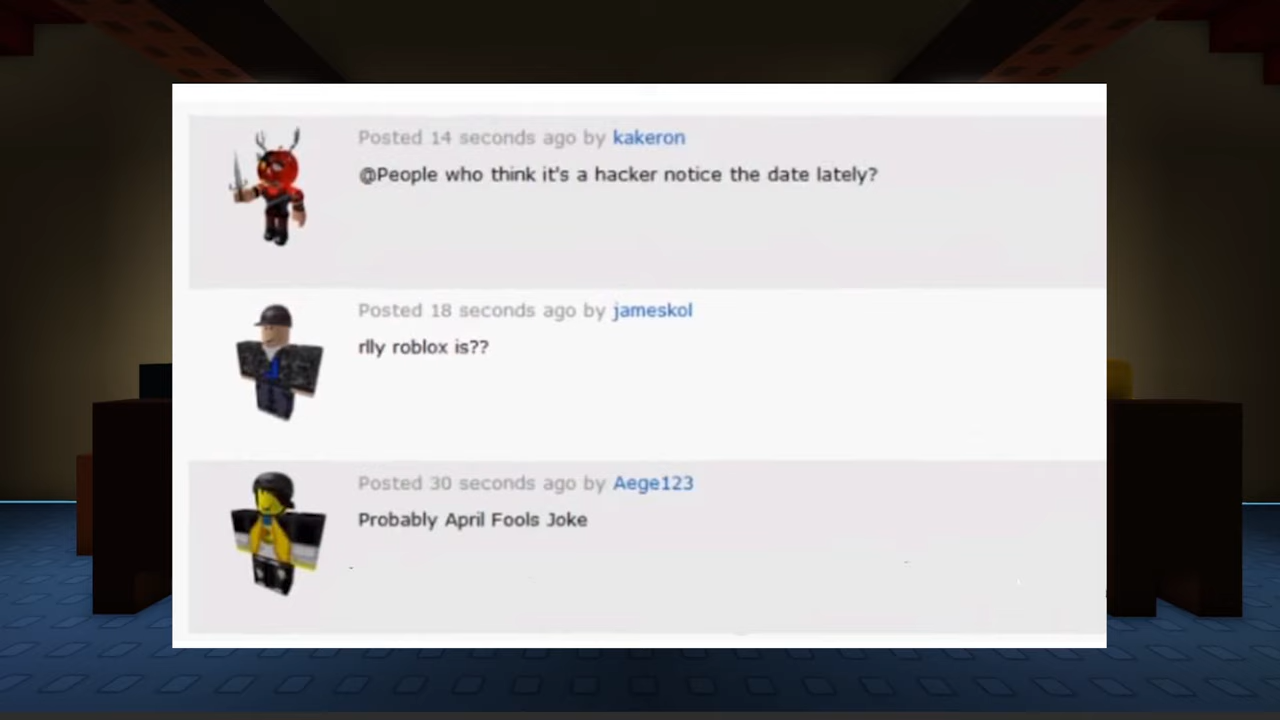 Posted 14 seconds ago by kakeron
@People who think it's a hacker notice the date lately?
Posted 18 seconds ago by jameskol
rlly roblox is??
Posted 30 seconds ago by Aege123
Probably April Fools Joke